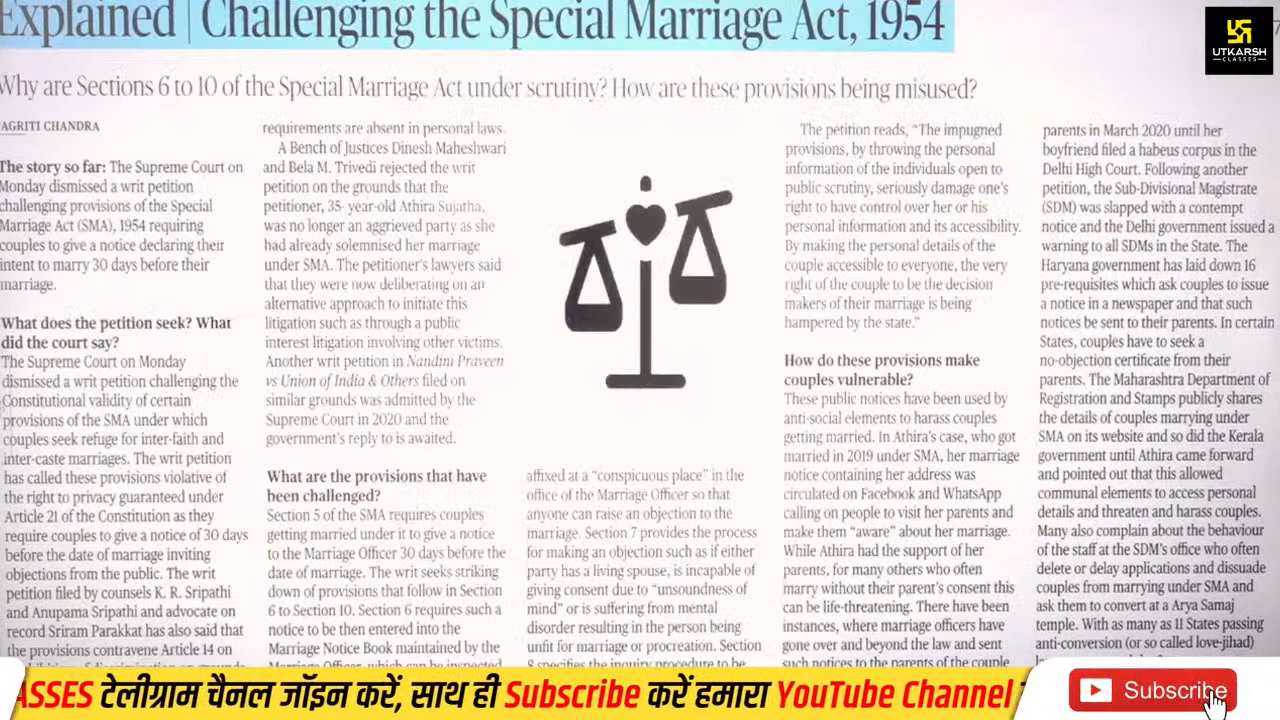 Explained | Challenging the Special Marriage Act, 1954
UTKARSH
CLASSES
Why are Sections 6 to 10 of the Special Marriage Act under scrutiny? How are these provisions being misused?
AGRITI CHANDRA
The story so far: The Supreme Court on
Monday dismissed a writ petition
challenging provisions of the Special
Marriage Act (SMA), 1954 requiring
couples to give a notice declaring their
intent to marry 30 days before their
marriage.
What does the petition seek? What
did the court say?
The Supreme Court on Monday
dismissed a writ petition challenging the
Constitutional validity of certain
provisions of the SMA under which
couples seek refuge for inter-faith and
inter-caste marriages. The writ petition
has called these provisions violative of
the right to privacy guaranteed under
Article 21 of the Constitution as they
require couples to give a notice of 30 days
before the date of marriage inviting
objections from the public. The writ
petition filed by counsels K. R. Sripathi
and Anupama Sripathi and advocate on
record Sriram Parakkat has also said that
the provisions contravene Article 14 on
requirements are absent in personal laws.
A Bench of Justices Dinesh Maheshwari
and Bela M. Trivedi rejected the writ
petition on the grounds that the
petitioner, 35- year-old Athira Sujatha,
was no longer an aggrieved party as she
had already solemnised her marriage
under SMA. The petitioner's lawyers said
that they were now deliberating on an
alternative approach to initiate this
litigation such as through a public
interest litigation involving other victims.
Another writ petition in Nandini Praveen
vs Union of India & Others filed on
similar grounds was admitted by the
Supreme Court in 2020 and the
government's reply to is awaited.
What are the provisions that have
been challenged?
Section 5 of the SMA requires couples
getting married under it to give a notice
to the Marriage Officer 30 days before the
date of marriage. The writ seeks striking
down of provisions that follow in Section
6 to Section 10. Section 6 requires such a
notice to be then entered into the
Marriage Notice Book maintained by the
Marriage Officer, which can be inspected
affixed at a “conspicuous place” in the
office of the Marriage Officer so that
anyone can raise an objection to the
marriage. Section 7 provides the process
for making an objection such as if either
party has a living spouse, is incapable of
giving consent due to “unsoundness of
mind” or is suffering from mental
disorder resulting in the person being
unfit for marriage or procreation. Section
8 specifies the inquiry procedure to be
The petition reads, “The impugned
provisions, by throwing the personal
information of the individuals open to
public scrutiny, seriously damage one's
right to have control over her or his
personal information and its accessibility.
By making the personal details of the
couple accessible to everyone, the very
right of the couple to be the decision
makers of their marriage is being
hampered by the state.”
How do these provisions make
couples vulnerable?
These public notices have been used by
anti-social elements to harass couples
getting married. In Athira's case, who got
married in 2019 under SMA, her marriage
notice containing her address was
circulated on Facebook and WhatsApp
calling on people to visit her parents and
make them “aware” about her marriage.
While Athira had the support of her
parents, for many others who often
marry without their parent's consent this
can be life-threatening. There have been
instances, where marriage officers have
gone over and beyond the law and sent
such notices to the parents of the couple
parents in March 2020 until her
boyfriend filed a habeus corpus in the
Delhi High Court. Following another
petition, the Sub-Divisional Magistrate
(SDM) was slapped with a contempt
notice and the Delhi government issued a
warning to all SDMs in the State. The
Haryana government has laid down 16
pre-requisites which ask couples to issue
a notice in a newspaper and that such
notices be sent to their parents. In certain
States, couples have to seek a
no-objection certificate from their
parents. The Maharashtra Department of
Registration and Stamps publicly shares
the details of couples marrying under
SMA on its website and so did the Kerala
government until Athira came forward
and pointed out that this allowed
communal elements to access personal
details and threaten and harass couples.
Many also complain about the behaviour
of the staff at the SDM's office who often
delete or delay applications and dissuade
couples from marrying under SMA and
ask them to convert at a Arya Samaj
temple. With as many as 11 States passing
anti-conversion (or so called love-jihad)
ASSES टेलीग्राम चैनल जॉइन करें, साथ ही Subscribe करें हमारा YouTube Channel
Subscribe